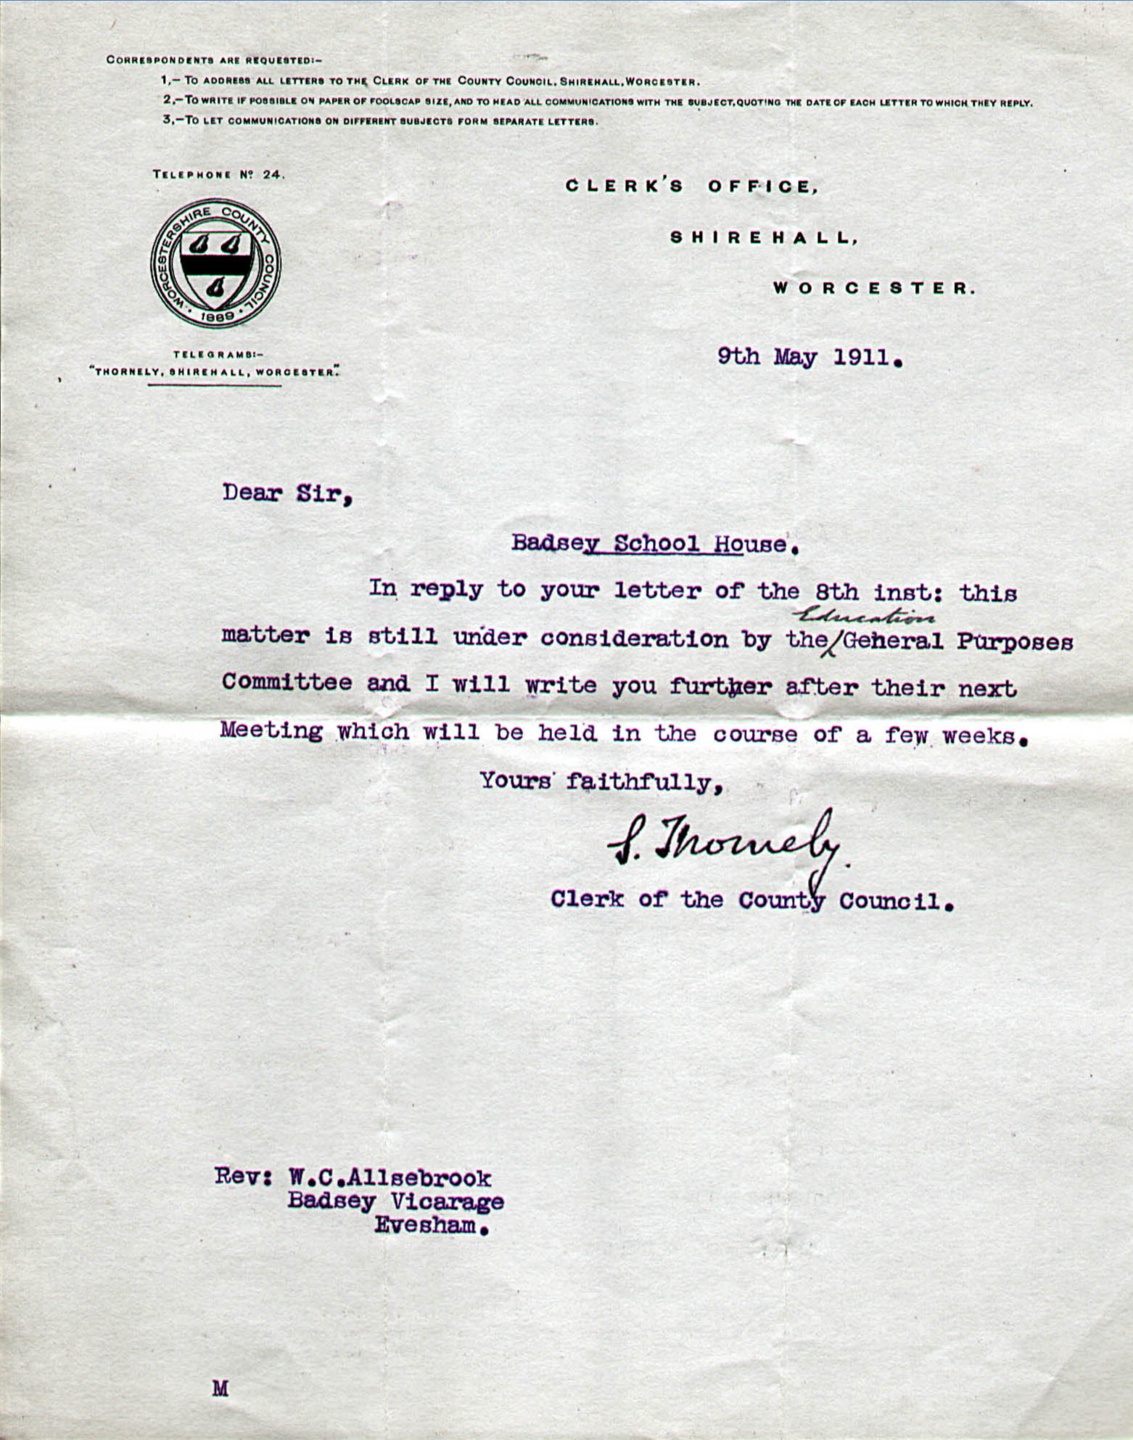 CORRESPONDENTS ARE REQUESTED:-
1,- TO ADDRESS ALL LETTERS TO THE CLERK OF THE COUNTY COUNCIL, SHIREHALL, WORCESTER.
2,- TO WRITE IF POSSIBLE ON PAPER OF FOOLSCAP SIZE, AND TO HEAD ALL COMMUNICATIONS WITH THE SUBJECT, QUOTING THE DATE OF EACH LETTER TO WHICH THEY REPLY.
3,- TO LET COMMUNICATIONS ON DIFFERENT SUBJECTS FORM SEPARATE LETTERS.
TELEPHONE Nº 24.
WORCESTERSHIRE COUNTY COUNCIL
· 1889 ·
TELEGRAMS:-
"THORNELY, SHIREHALL, WORCESTER."
CLERK'S OFFICE,
SHIREHALL,
WORCESTER.
9th May 1911.
Dear Sir,
Badsey School House.
In reply to your letter of the 8th inst: this
Education
matter is still under consideration by the General Purposes
Committee and I will write you further after their next
Meeting which will be held in the course of a few weeks.
Yours faithfully,
S. Thornely.
Clerk of the County Council.
Rev: W.C.Allsebrook
Badsey Vicarage
Evesham.
M